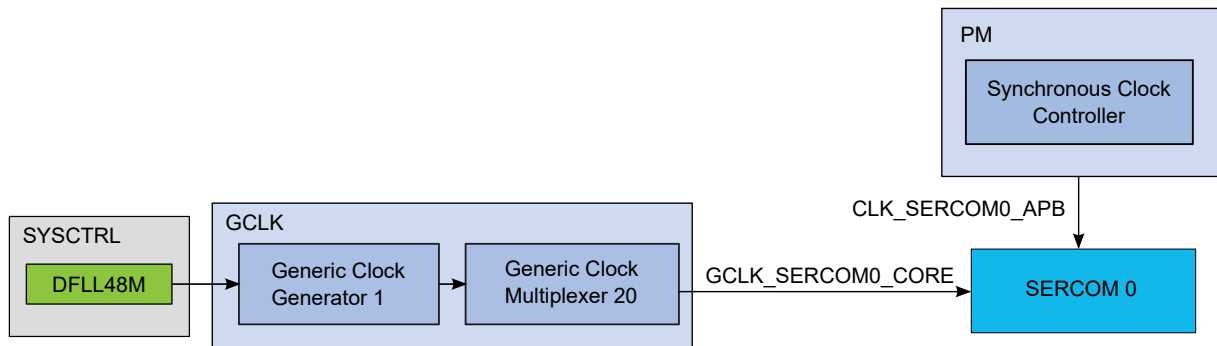 PM
Synchronous Clock
Controller
CLK_SERCOM0_APB
SYSCTRL
DFLL48M
GCLK
Generic Clock
Generator 1
Generic Clock
Multiplexer 20
GCLK_SERCOM0_CORE
SERCOM 0